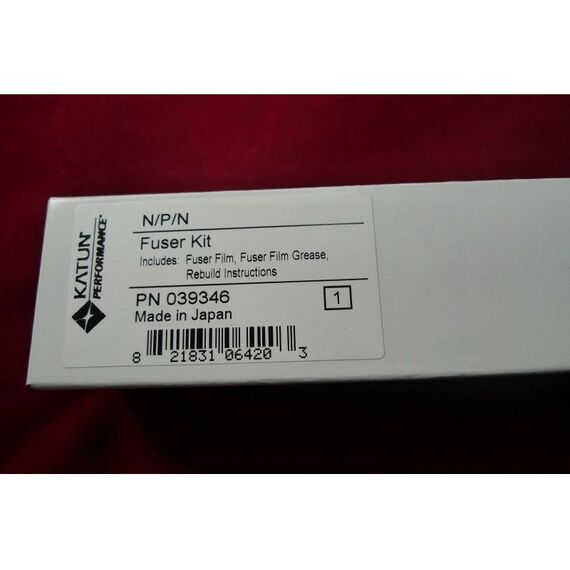 KATUN®
PERFORMANCE®
N/P/N
Fuser Kit
Includes: Fuser Film, Fuser Film Grease,
Rebuild Instructions
PN 039346
1
Made in Japan
8 21831 06420 3